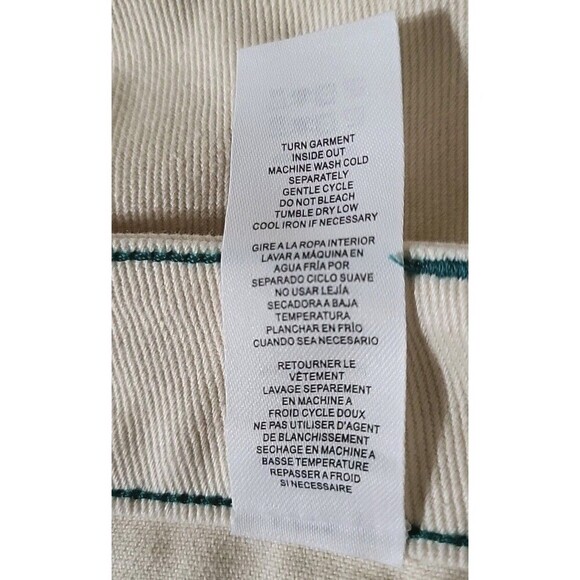 TURN GARMENT
INSIDE OUT
MACHINE WASH COLD
SEPARATELY
GENTLE CYCLE
DO NOT BLEACH
TUMBLE DRY LOW
COOL IRON IF NECESSARY
GIRE A LA ROPA INTERIOR
LAVAR A MÁQUINA EN
AGUA FRÍA POR
SEPARADO CICLO SUAVE
NO USAR LEJÍA
SECADORA A BAJA
TEMPERATURA
PLANCHAR EN FRÍO
CUANDO SEA NECESARIO
RETOURNER LE
VÊTEMENT
LAVAGE SEPAREMENT
EN MACHINE A
FROID CYCLE DOUX
NE PAS UTILISER D'AGENT
DE BLANCHISSEMENT
SECHAGE EN MACHINE A
BASSE TEMPERATURE
REPASSER A FROID
SI NECESSAIRE